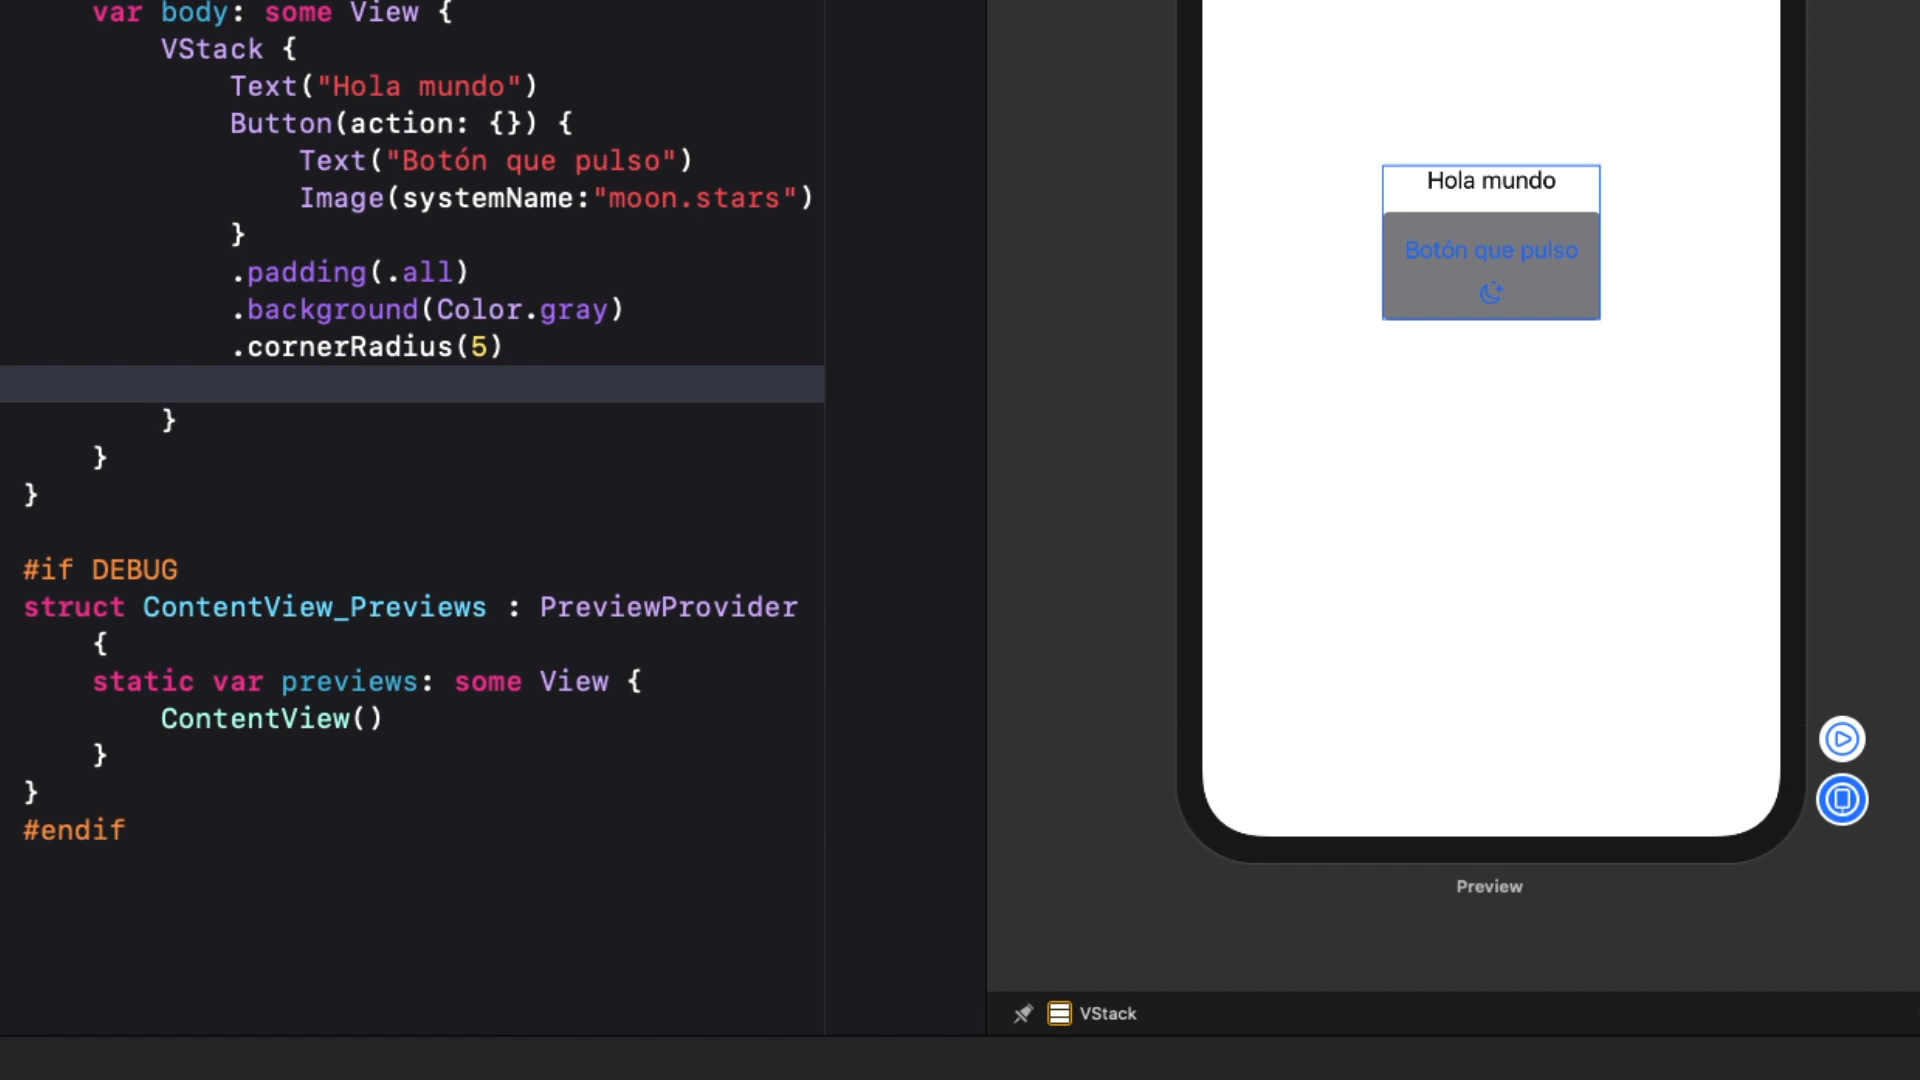 var body: some View {
VStack {
Text("Hola mundo")
Button(action: {}) {
Text("Botón que pulso")
Image(systemName:"moon.stars")
}
.padding(.all)
.background(Color.gray)
.cornerRadius(5)
}
}
}
#if DEBUG
struct ContentView_Previews : PreviewProvider
{
static var previews: some View {
ContentView()
}
}
#endif
Hola mundo
Botón que pulso
Preview
VStack